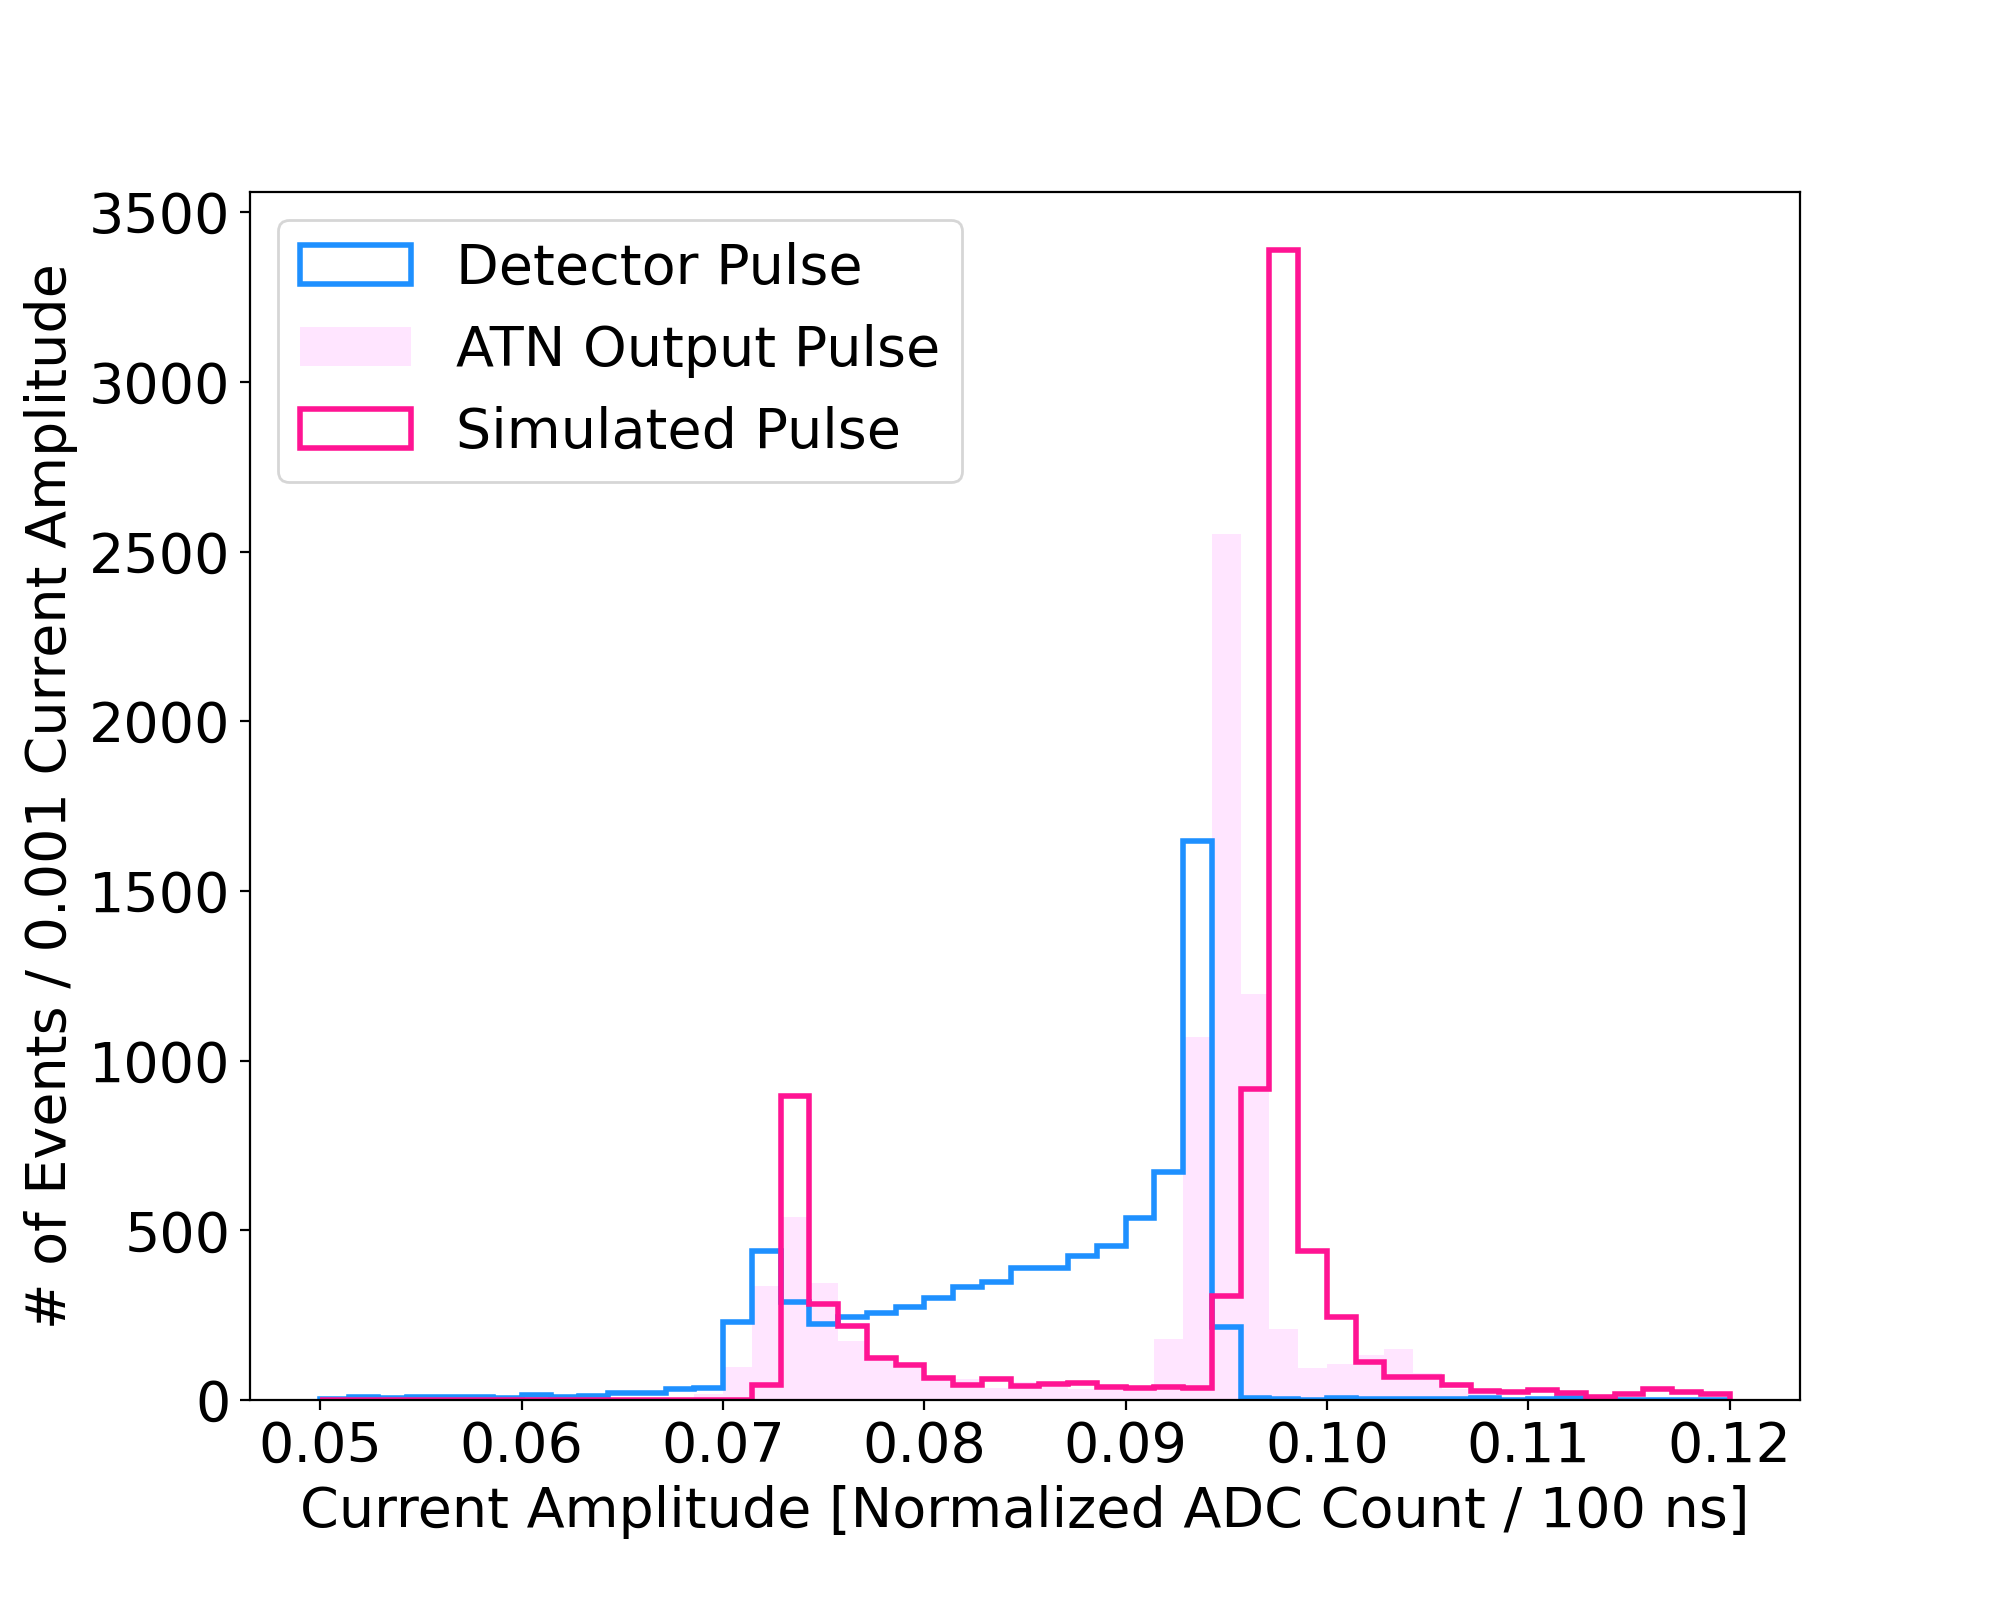 # of Events / 0.001 Current Amplitude
3500
3000
2500
2000
1500
1000
500
0
Detector Pulse
ATN Output Pulse
Simulated Pulse
0.05 0.06 0.07 0.08 0.09 0.10 0.11 0.12
Current Amplitude [Normalized ADC Count / 100 ns]